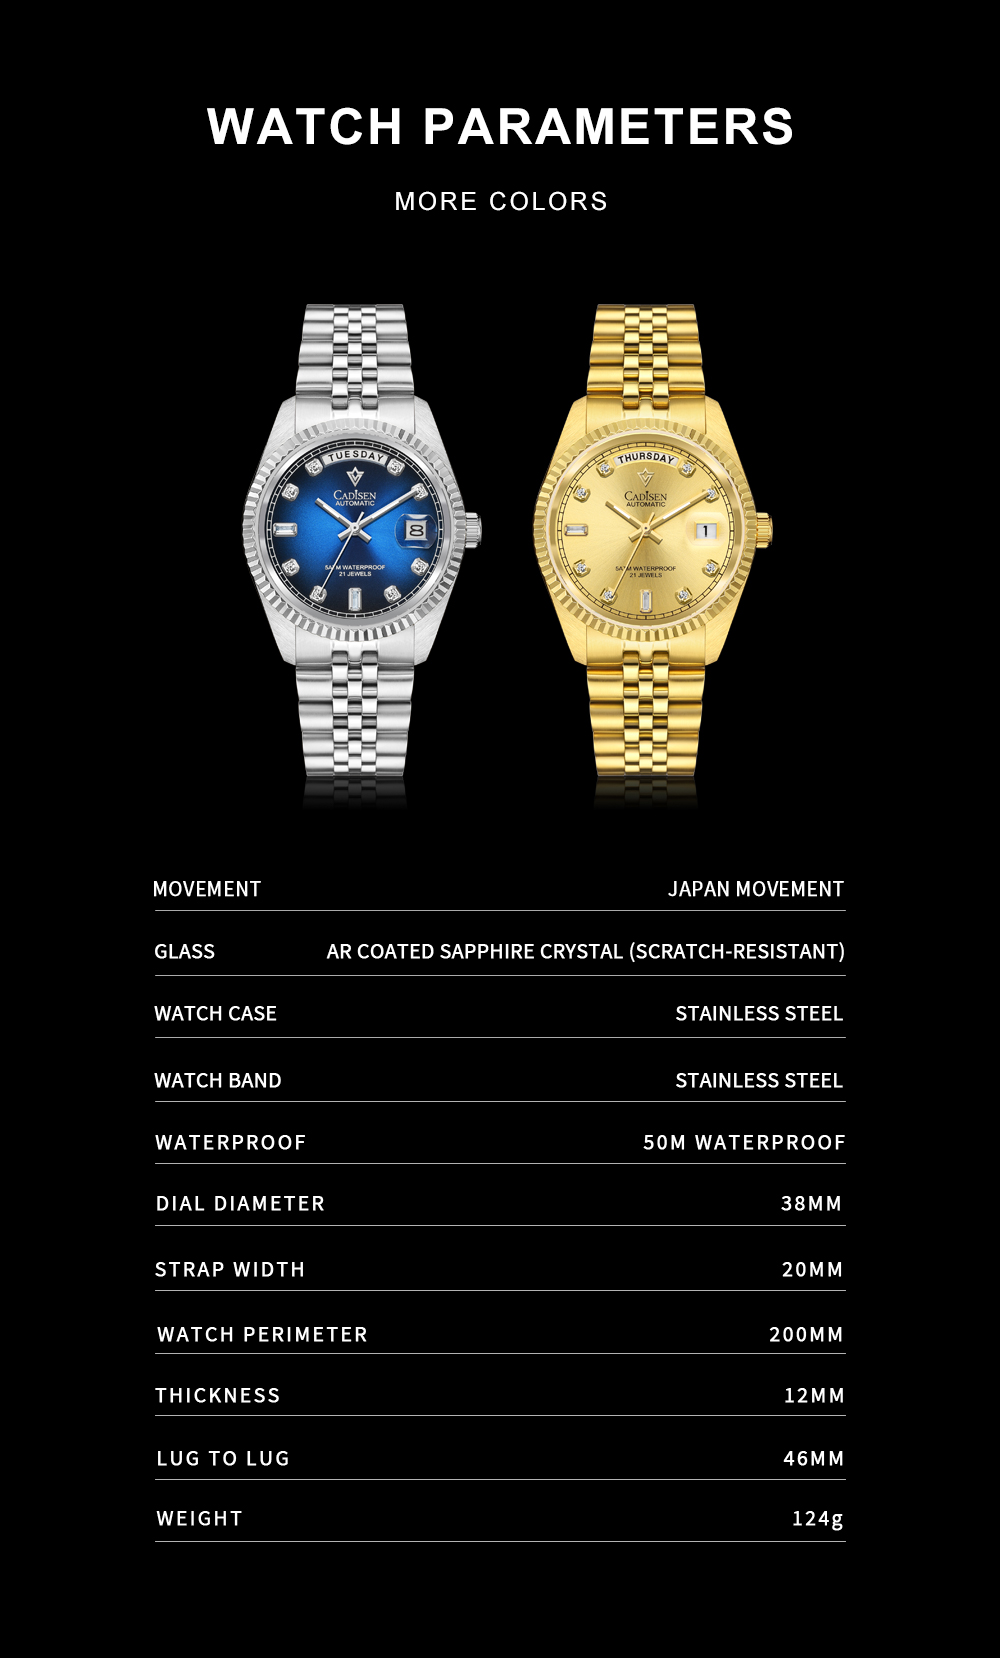 WATCH PARAMETERS
MORE COLORS
TUESDAY
CADISEN
AUTOMATIC
8
WATERPROOF
21 JEWELS
THURSDAY
CADISEN
AUTOMATIC
1
WATERPROOF
21 JEWELS
MOVEMENT JAPAN MOVEMENT
GLASS AR COATED SAPPHIRE CRYSTAL (SCRATCH-RESISTANT)
WATCH CASE STAINLESS STEEL
WATCH BAND STAINLESS STEEL
WATERPROOF 50M WATERPROOF
DIAL DIAMETER 38MM
STRAP WIDTH 20MM
WATCH PERIMETER 200MM
THICKNESS 12MM
LUG TO LUG 46MM
WEIGHT 124g